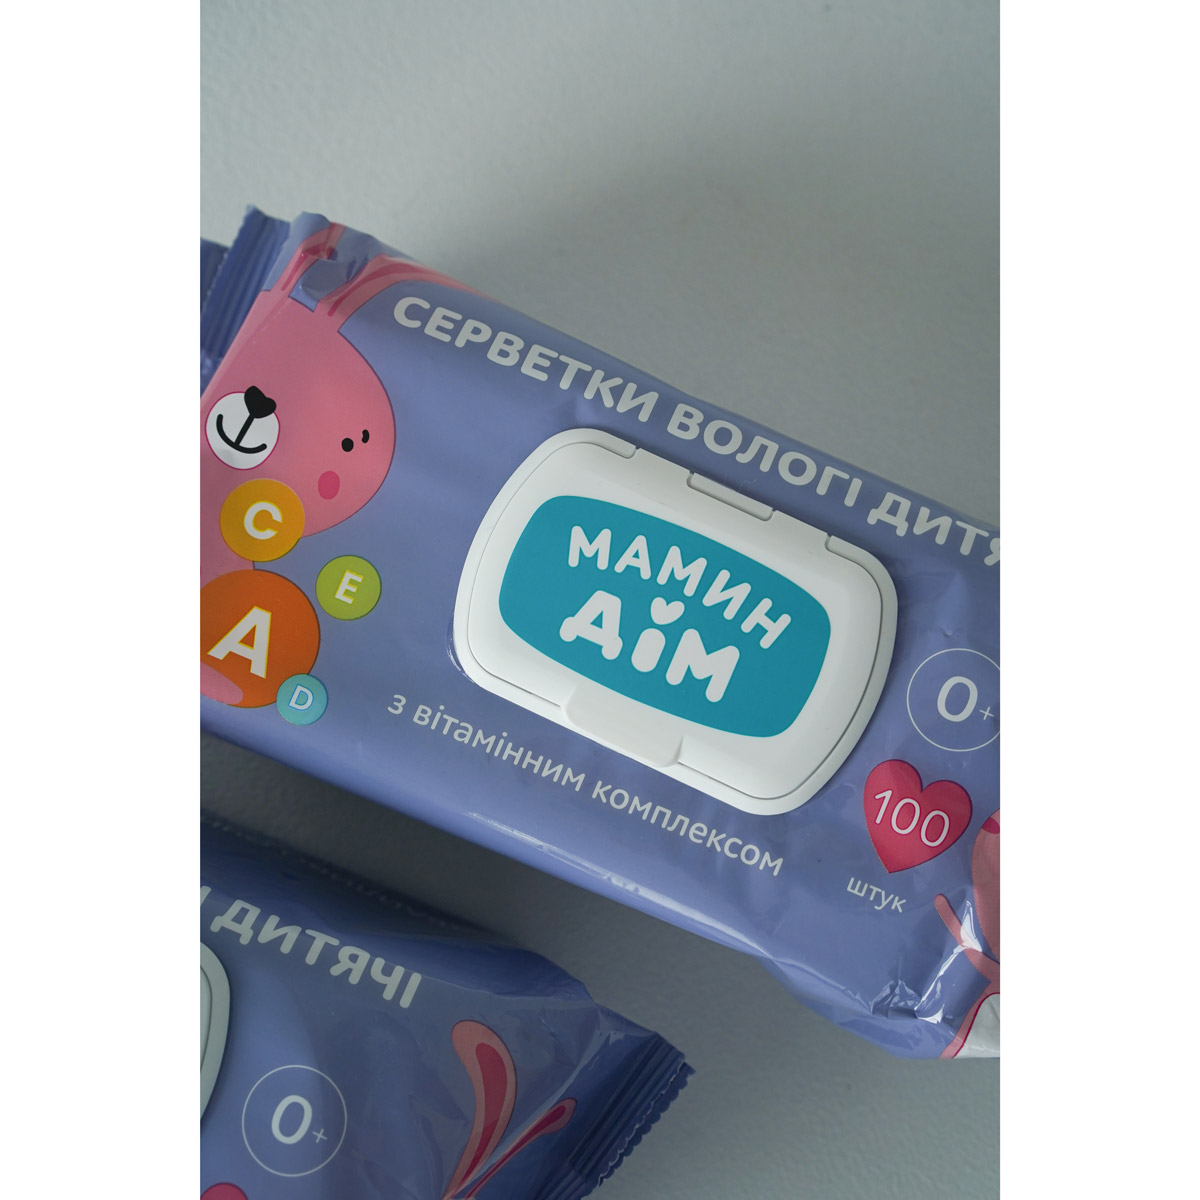 СЕРВЕТКИ ВОЛОГІ ДИТЯ
МАМИН
ДІМ
C
E
A
D
з вітамінним комплексом
0+
100
штук
ДИТЯЧІ
0+